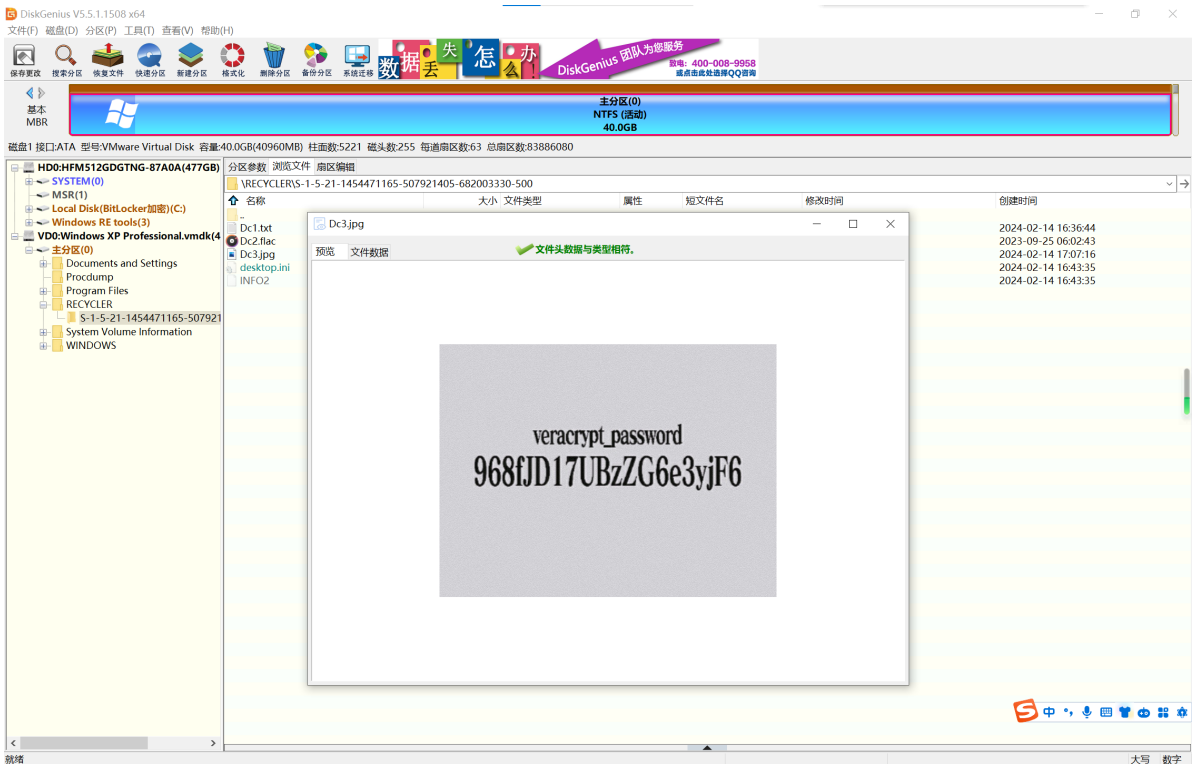 DiskGenius V5.5.1.1508 x64
文件(F) 磁盘(D) 分区(P) 工具(T) 查看(V) 帮助(H)
保存更改 搜索分区 恢复文件 快速分区 新建分区 格式化 删除分区 备份分区 系统迁移
数据丢失怎么办!
DiskGenius 团队为您服务
致电: 400-008-9958
或点击此处选择QQ咨询
基本
MBR
主分区(0)
NTFS (活动)
40.0GB
磁盘1 接口:ATA 型号:VMware Virtual Disk 容量:40.0GB(40960MB) 柱面数:5221 磁头数:255 每道扇区数:63 总扇区数:83886080
HD0:HFM512GDGTNG-87A0A(477GB)
SYSTEM(0)
MSR(1)
Local Disk(BitLocker加密)(C:)
Windows RE tools(3)
VD0:Windows XP Professional.vmdk(4
主分区(0)
Documents and Settings
Procdump
Program Files
RECYCLER
S-1-5-21-1454471165-507921
System Volume Information
WINDOWS
分区参数 浏览文件 扇区编辑
\RECYCLER\S-1-5-21-1454471165-507921405-682003330-500
名称 大小 文件类型 属性 短文件名 修改时间 创建时间
..
Dc1.txt 2024-02-14 16:36:44
Dc2.flac 2023-09-25 06:02:43
Dc3.jpg 2024-02-14 17:07:16
desktop.ini 2024-02-14 16:43:35
INFO2 2024-02-14 16:43:35
Dc3.jpg
预览 文件数据 文件头数据与类型相符。
veracrypt_password
968fJD17UBzZG6e3yjF6
S 中
就绪 大写 数字